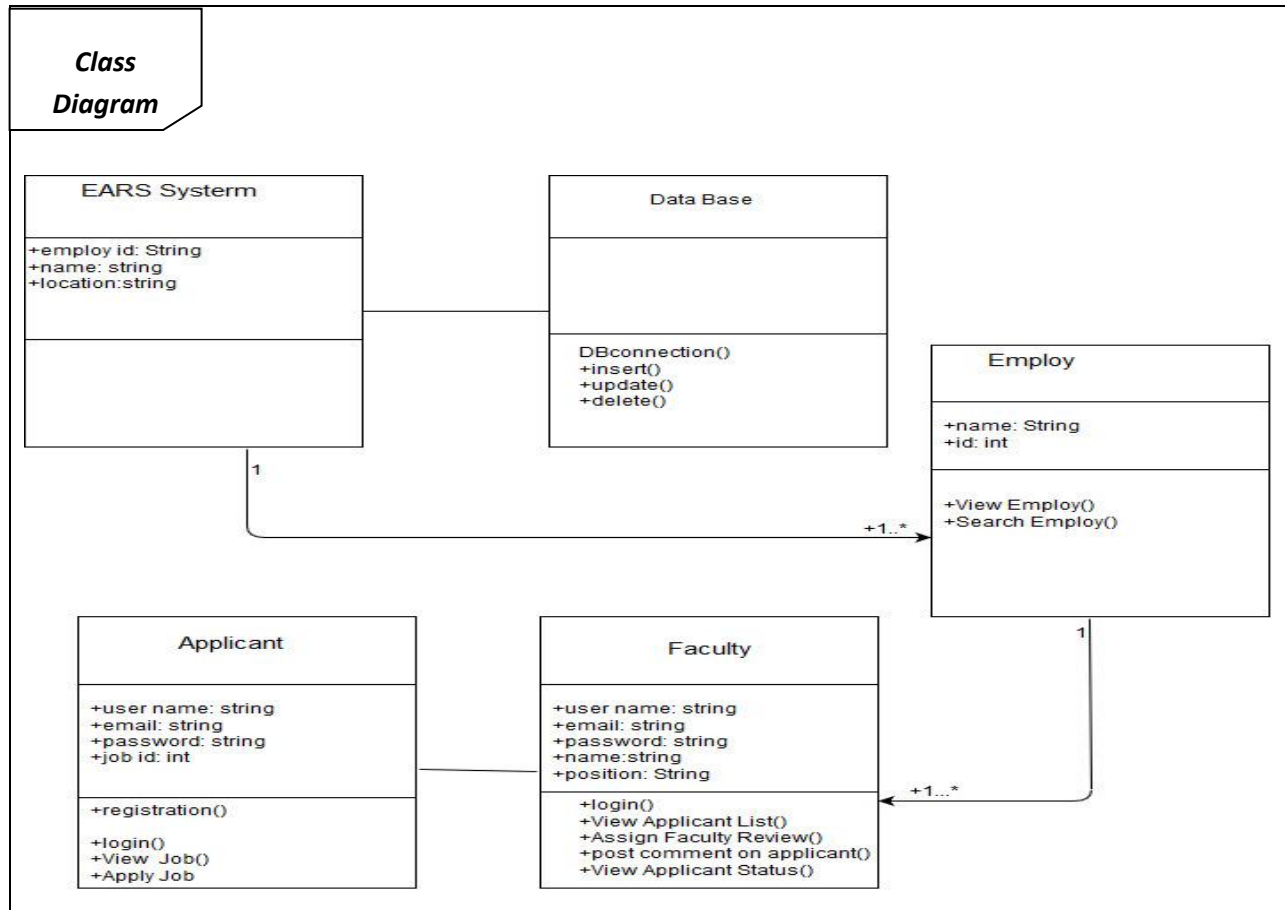 Class
Diagram
EARS Systerm
+employ id: String
+name: string
+location:string
Data Base
DBconnection()
+insert()
+update()
+delete()
Employ
+name: String
+id: int
+View Employ()
+Search Employ()
1
+1..*
1
+1...*
Applicant
+user name: string
+email: string
+password: string
+job id: int
+registration()
+login()
+View Job()
+Apply Job
Faculty
+user name: string
+email: string
+password: string
+name:string
+position: String
+login()
+View Applicant List()
+Assign Faculty Review()
+post comment on applicant()
+View Applicant Status()